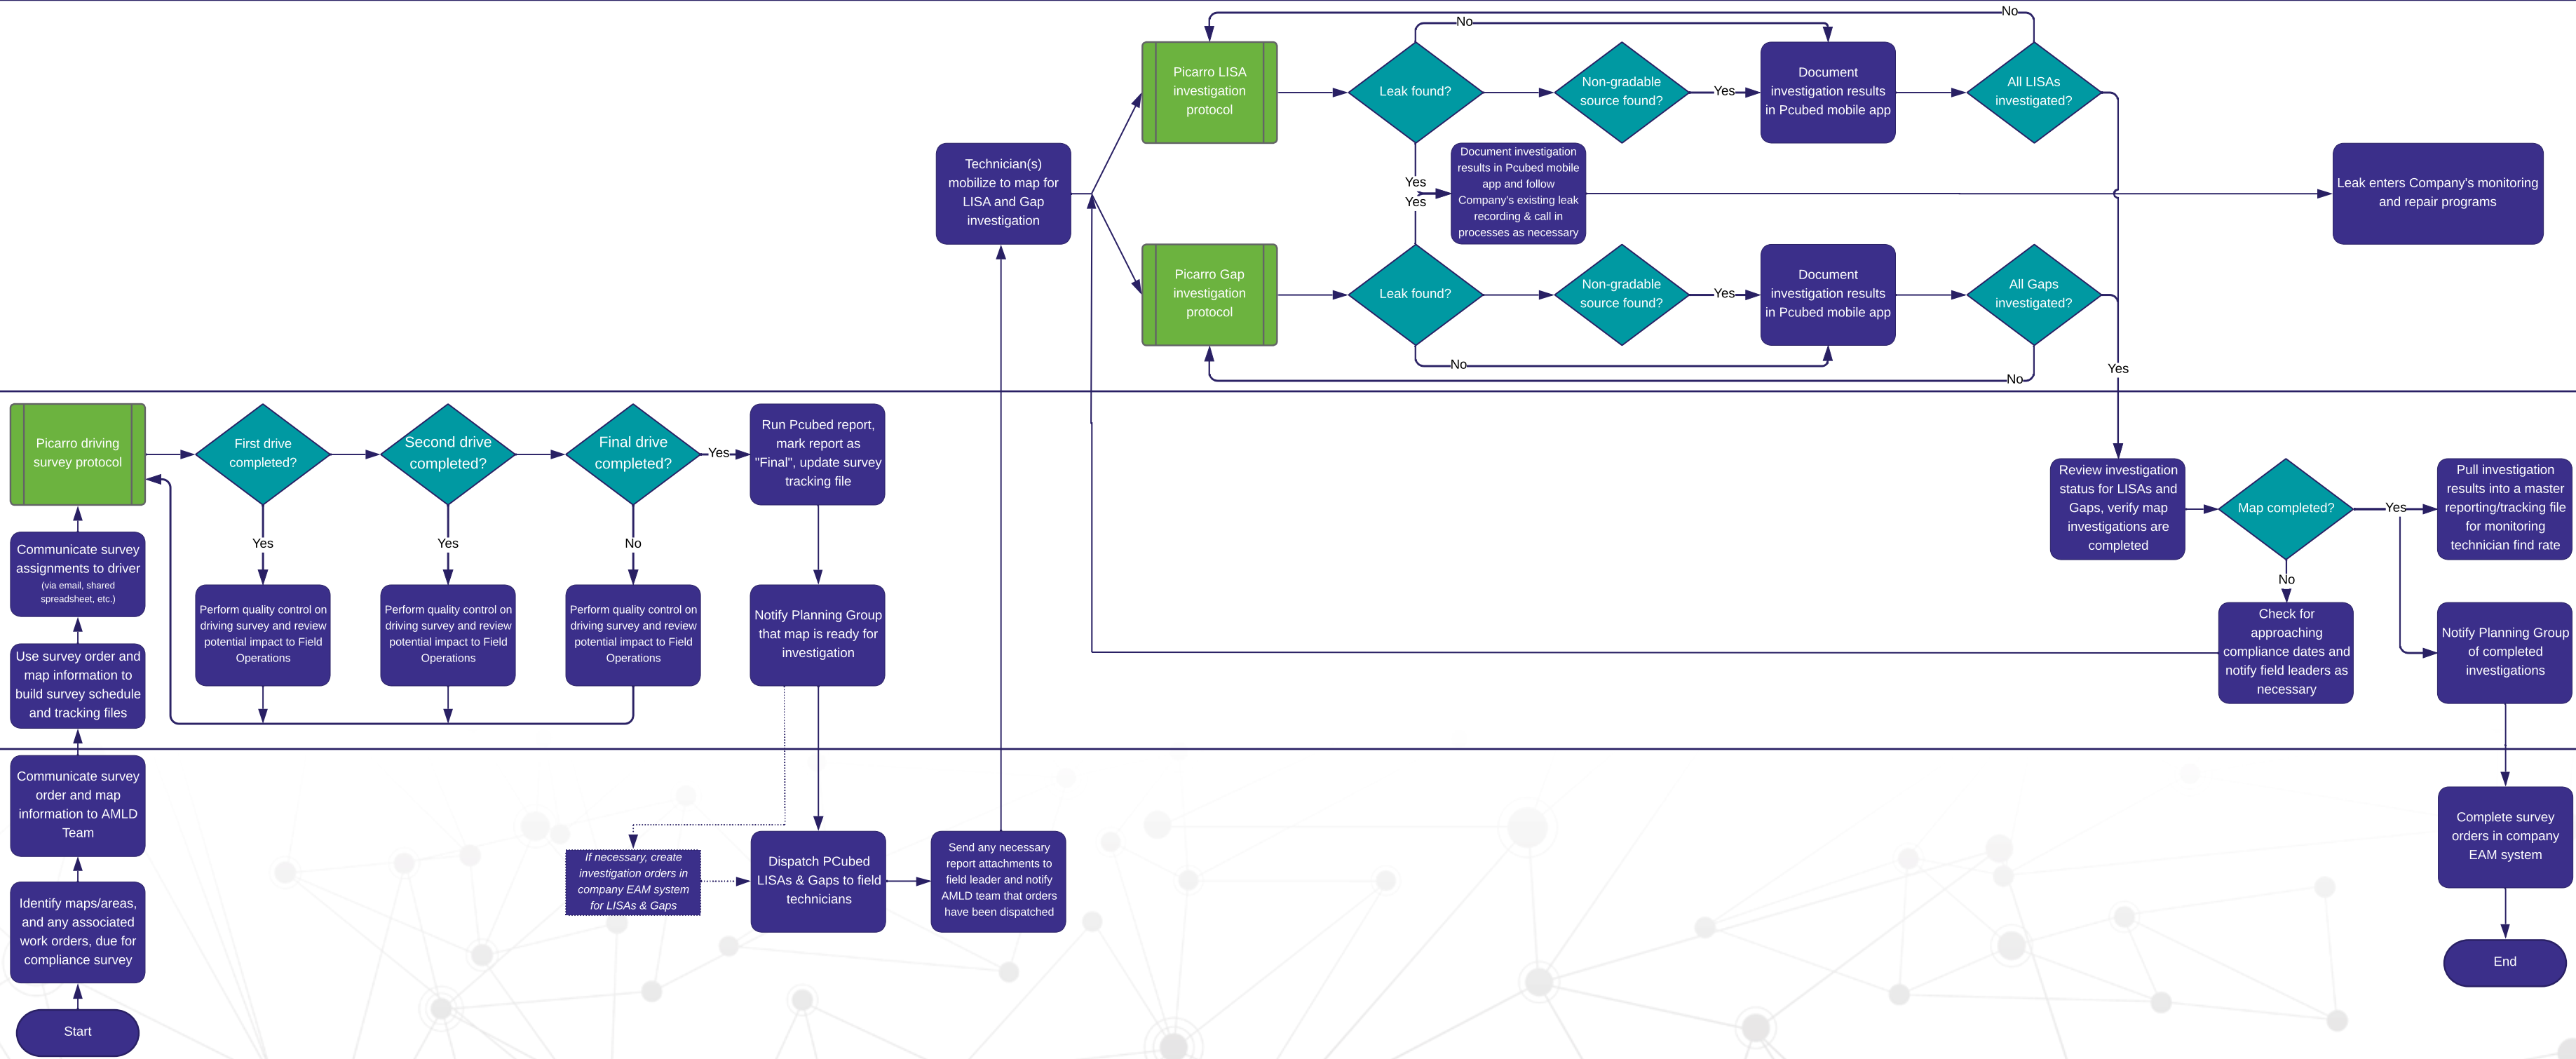 No
No
Picarro LISA
investigation
protocol
Leak found?
Non-gradable
source found?
Yes
Document
investigation results
in Pcubed mobile app
All LISAs
investigated?
Technician(s)
mobilize to map for
LISA and Gap
investigation
Yes
Yes
Document investigation
results in Pcubed mobile
app and follow
Company's existing leak
recording & call in
processes as necessary
Leak enters Company's monitoring
and repair programs
Picarro Gap
investigation
protocol
Leak found?
Non-gradable
source found?
Yes
Document
investigation results
in Pcubed mobile app
All Gaps
investigated?
No
No
Yes
Picarro driving
survey protocol
First drive
completed?
Second drive
completed?
Final drive
completed?
Yes
Run Pcubed report,
mark report as
"Final", update survey
tracking file
Yes
Yes
No
Review investigation
status for LISAs and
Gaps, verify map
investigations are
completed
Map completed?
Yes
Pull investigation
results into a master
reporting/tracking file
for monitoring
technician find rate
No
Communicate survey
assignments to driver
(via email, shared
spreadsheet, etc.)
Perform quality control on
driving survey and review
potential impact to Field
Operations
Perform quality control on
driving survey and review
potential impact to Field
Operations
Perform quality control on
driving survey and review
potential impact to Field
Operations
Notify Planning Group
that map is ready for
investigation
Check for
approaching
compliance dates and
notify field leaders as
necessary
Notify Planning Group
of completed
investigations
Use survey order and
map information to
build survey schedule
and tracking files
Communicate survey
order and map
information to AMLD
Team
If necessary, create
investigation orders in
company EAM system
for LISAs & Gaps
Dispatch PCubed
LISAs & Gaps to field
technicians
Send any necessary
report attachments to
field leader and notify
AMLD team that orders
have been dispatched
Complete survey
orders in company
EAM system
Identify maps/areas,
and any associated
work orders, due for
compliance survey
End
Start